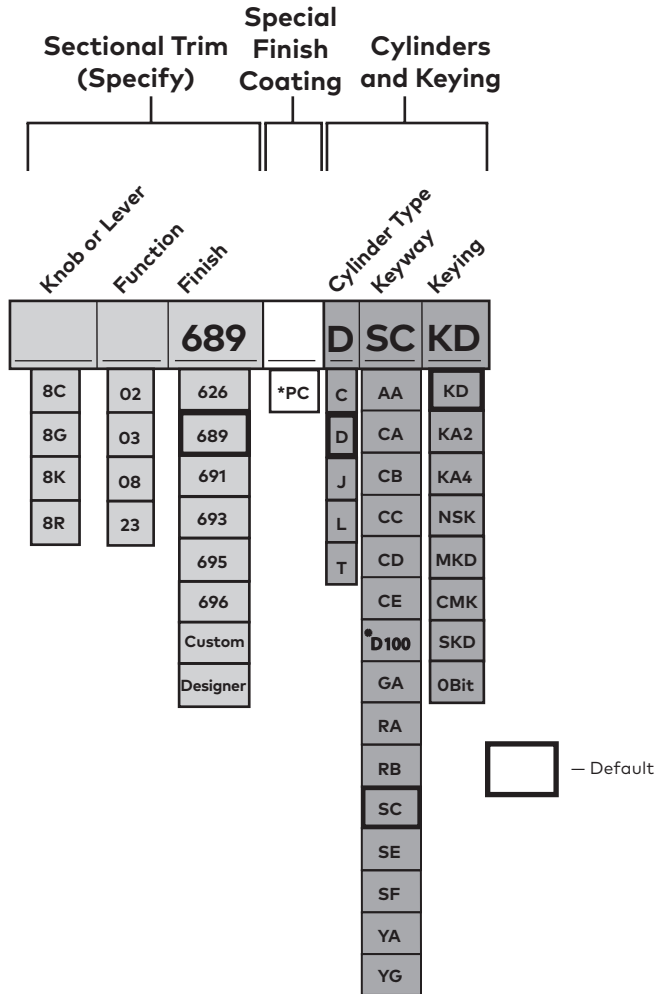 Sectional Trim
(Specify)
Special
Finish
Coating
Cylinders
and Keying
Knob or Lever
Function
Finish
Cylinder Type
Keyway
Keying
689 D SC KD
8C 02 626 *PC C AA KD
8G 03 689 D CA KA2
8K 08 691 J CB KA4
8R 23 693 L CC NSK
695 T CD MKD
696 CE CMK
Custom *D100 SKD
Designer GA 0Bit
RA
RB
SC
SE
SF
YA
YG
— Default